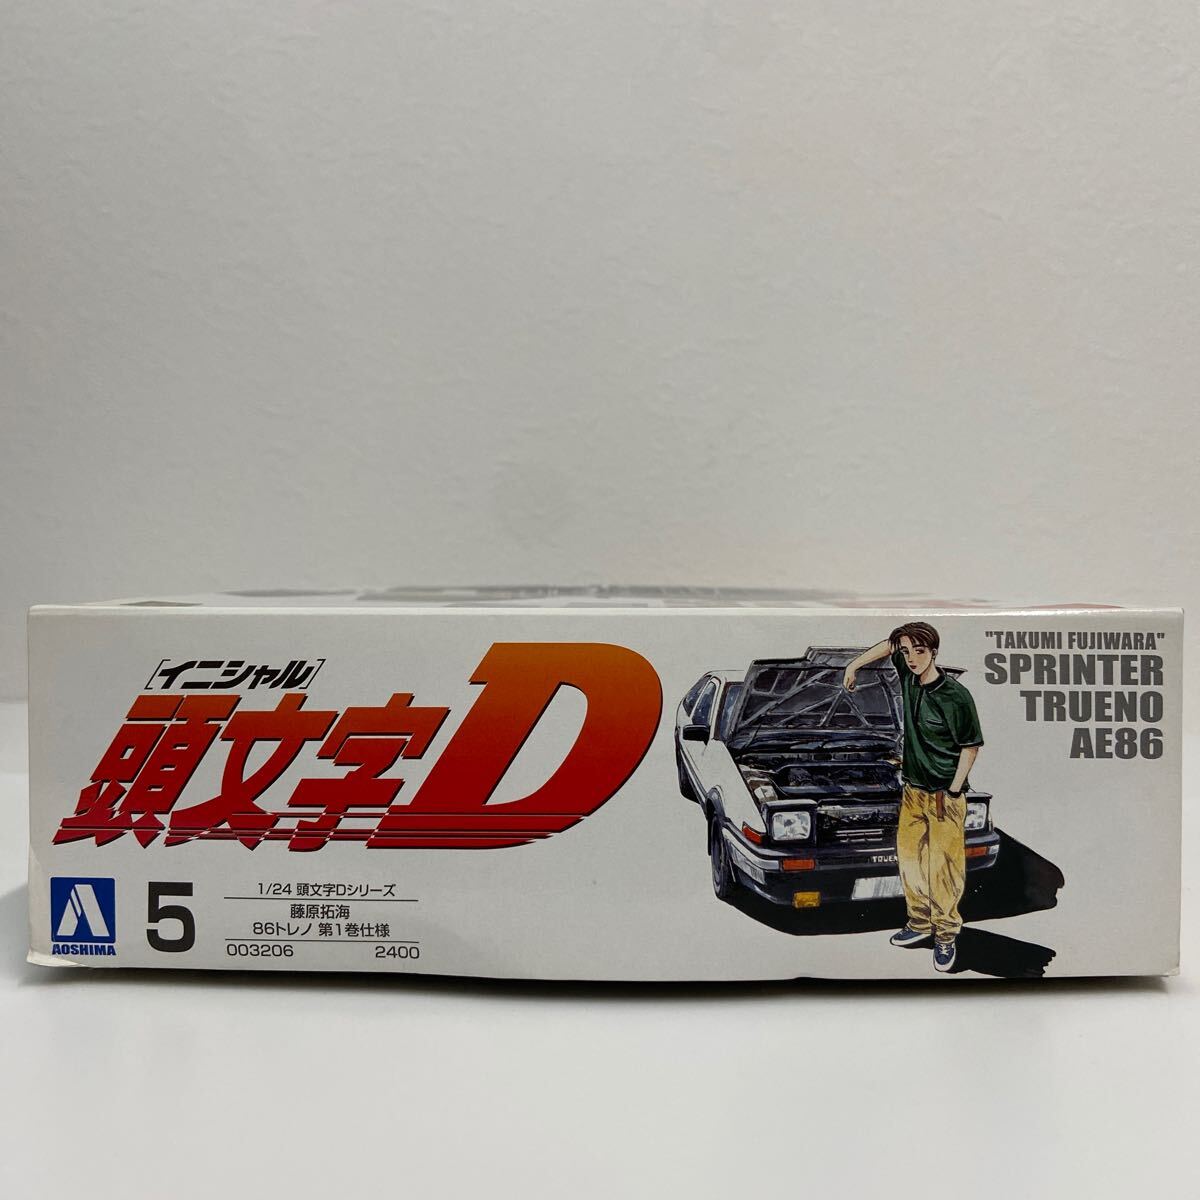 [イニシャル]
頭文字D
"TAKUMI FUJIWARA"
SPRINTER
TRUENO
AE86
AOSHIMA
5
1/24 頭文字Dシリーズ
藤原拓海
86トレノ 第1巻仕様
003206 2400